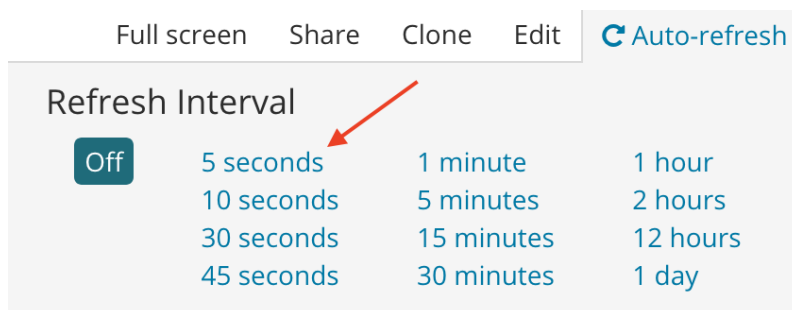 Full screen Share Clone Edit Auto-refresh
Refresh Interval
Off 5 seconds 1 minute 1 hour
10 seconds 5 minutes 2 hours
30 seconds 15 minutes 12 hours
45 seconds 30 minutes 1 day